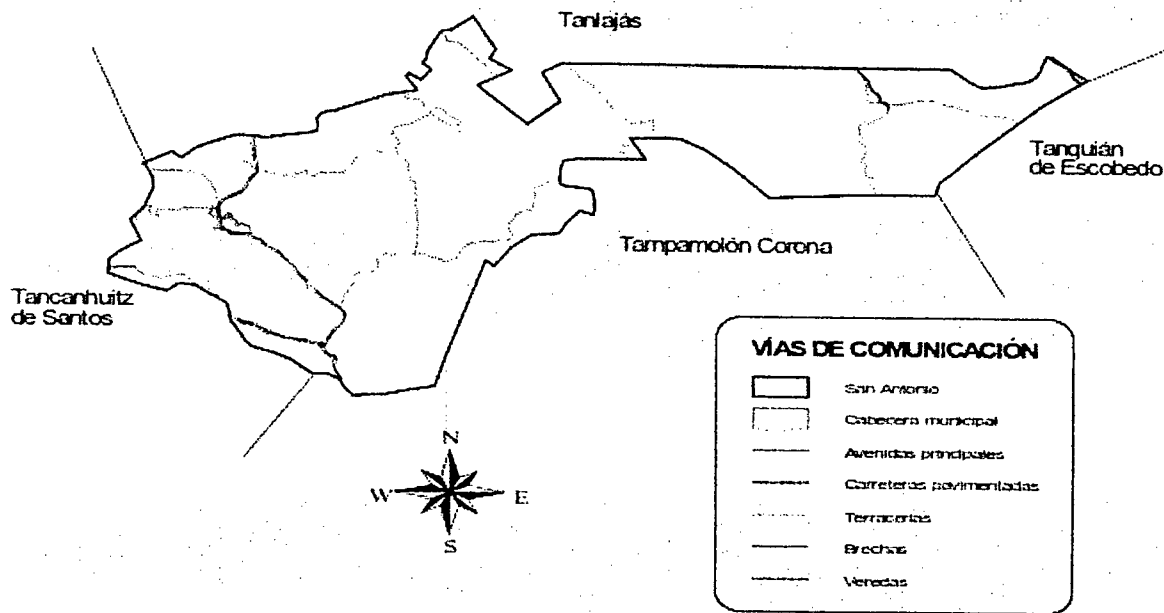 Tanlajás
Tanquián
de Escobedo
Tampamolón Corona
Tancanhuitz
de Santos
VÍAS DE COMUNICACIÓN
San Antonio
Cabecera municipal
Avenidas principales
Carreteras pavimentadas
Terracerías
Brechas
Veredas
N
W
E
S